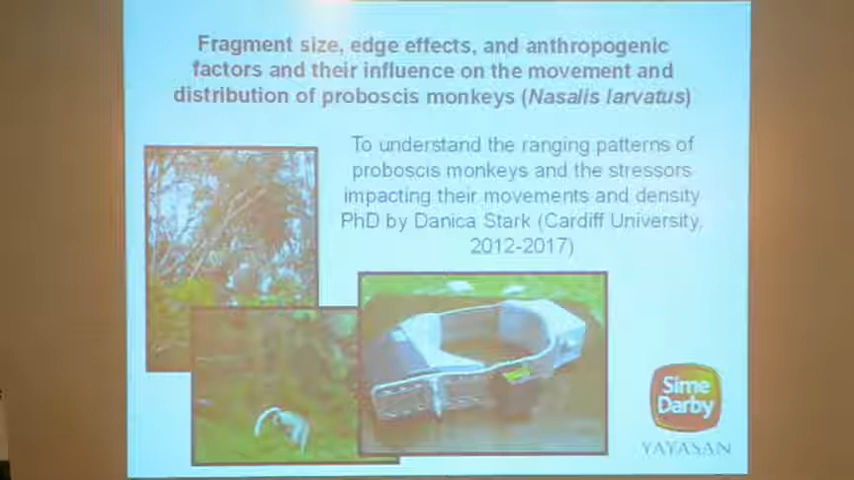 Fragment size, edge effects, and anthropogenic
factors and their influence on the movement and
distribution of proboscis monkeys (Nasalis larvatus)
To understand the ranging patterns of
proboscis monkeys and the stressors
impacting their movements and density
PhD by Danica Stark (Cardiff University,
2012-2017)
Sime
Darby
YAYASAN